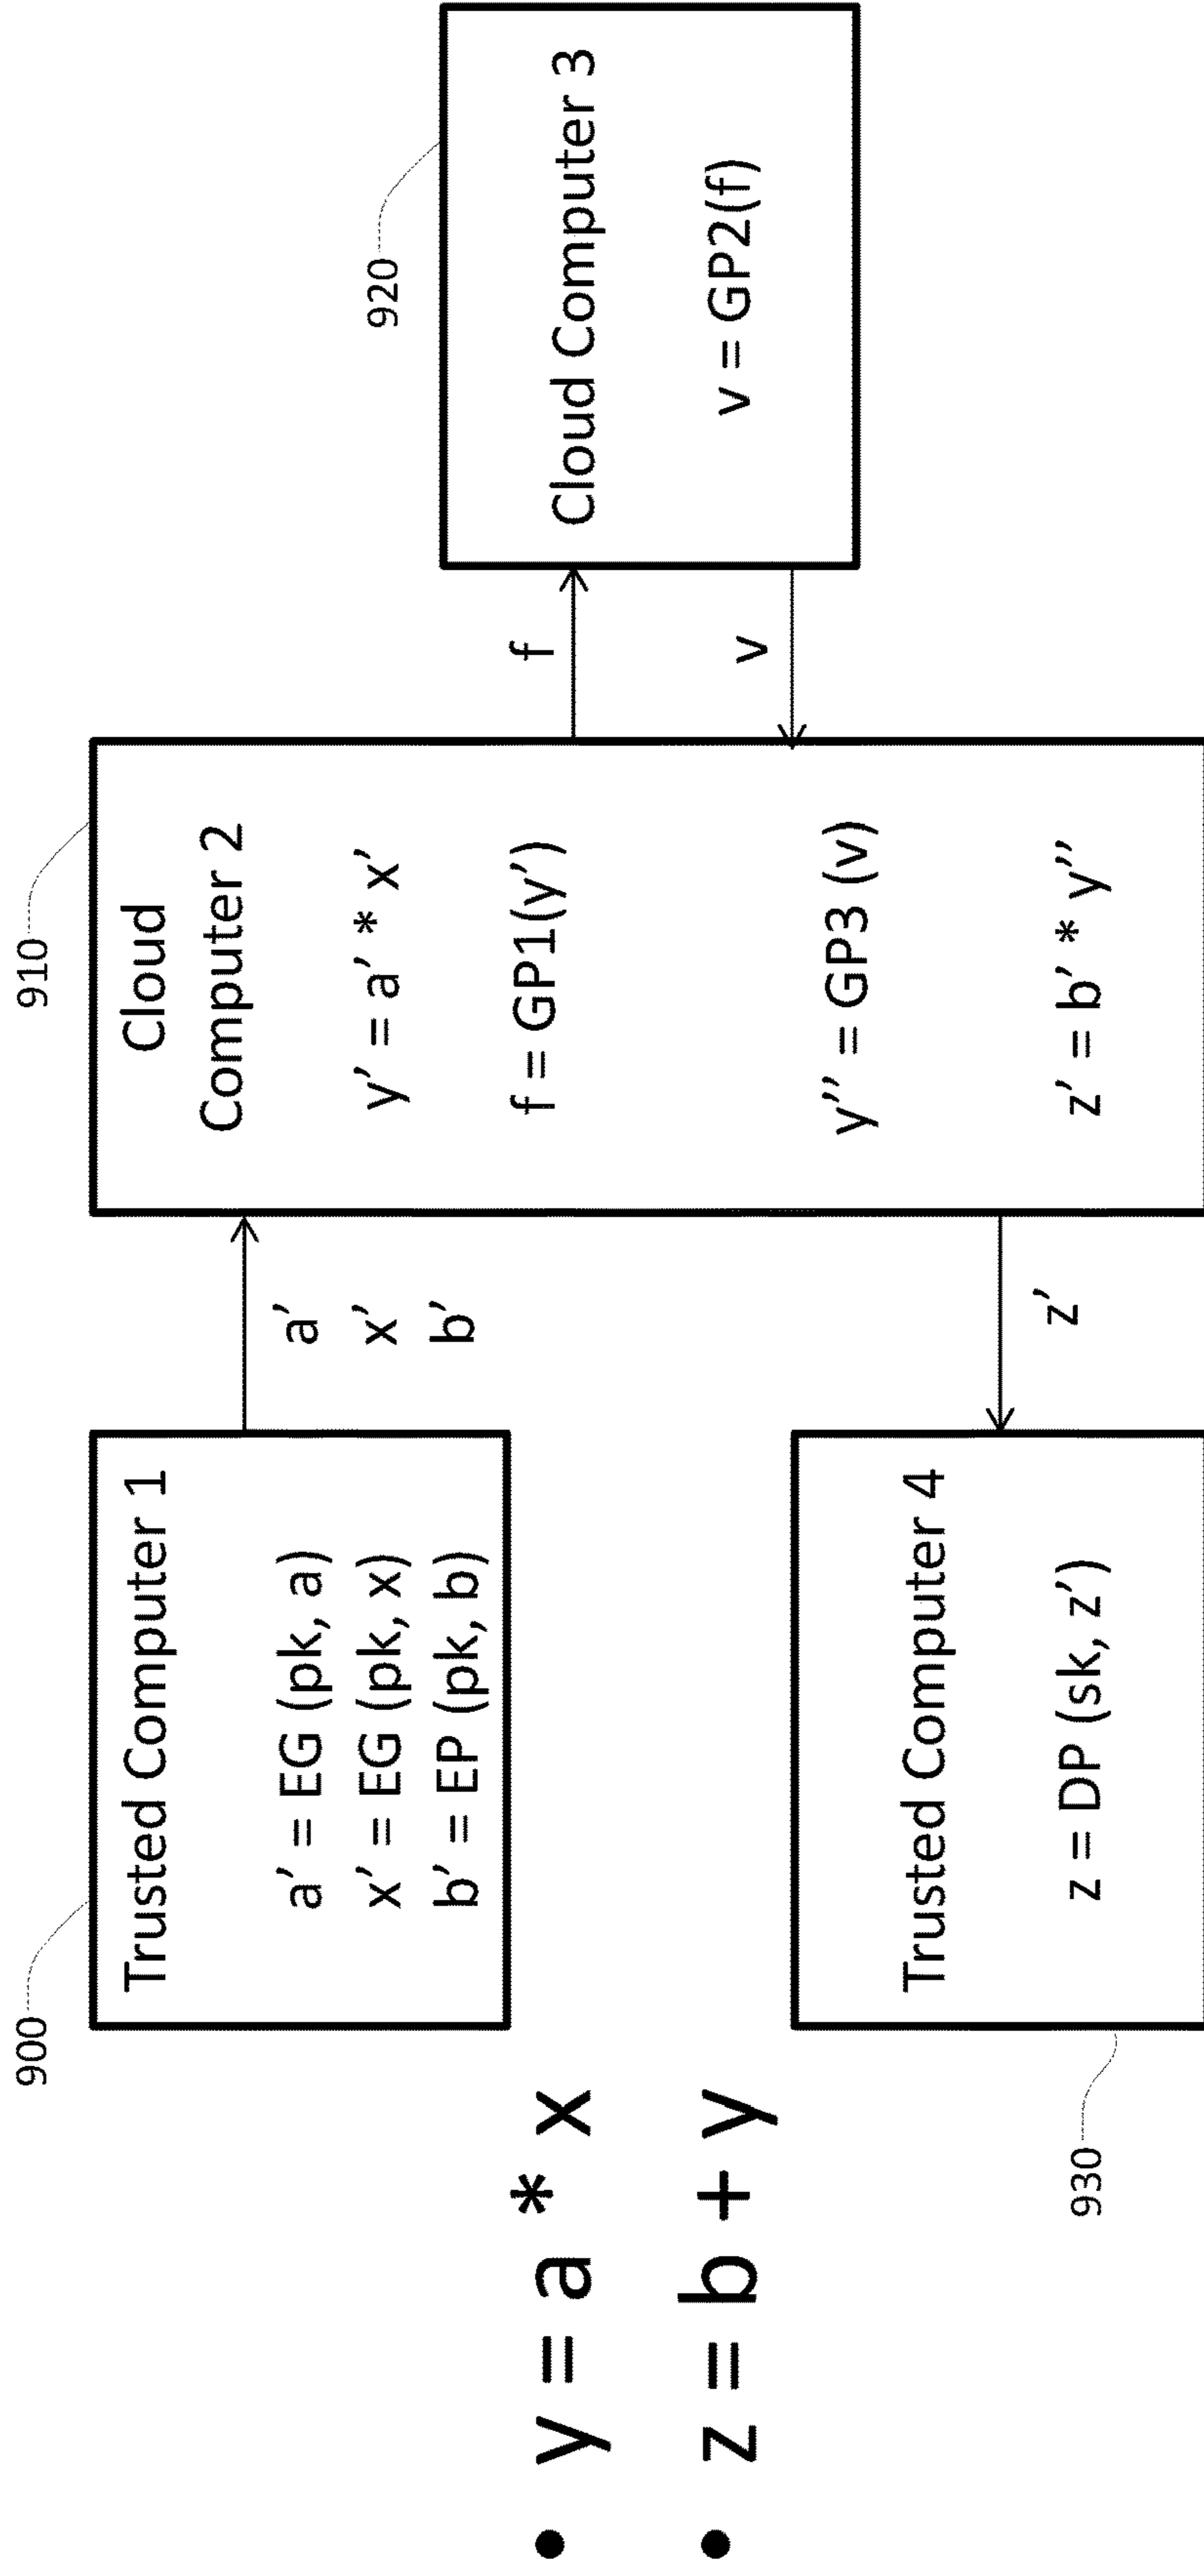 • y = a * x
• z = b + y
900
Trusted Computer 1
a’ = EG (pk, a)
x’ = EG (pk, x)
b’ = EP (pk, b)
a’
x’
b’
910
Cloud
Computer 2
y’ = a’ * x’
f = GP1(y’)
y’’ = GP3 (v)
z’ = b’ * y’’
f
v
920
Cloud Computer 3
v = GP2(f)
z’
930
Trusted Computer 4
z = DP (sk, z’)